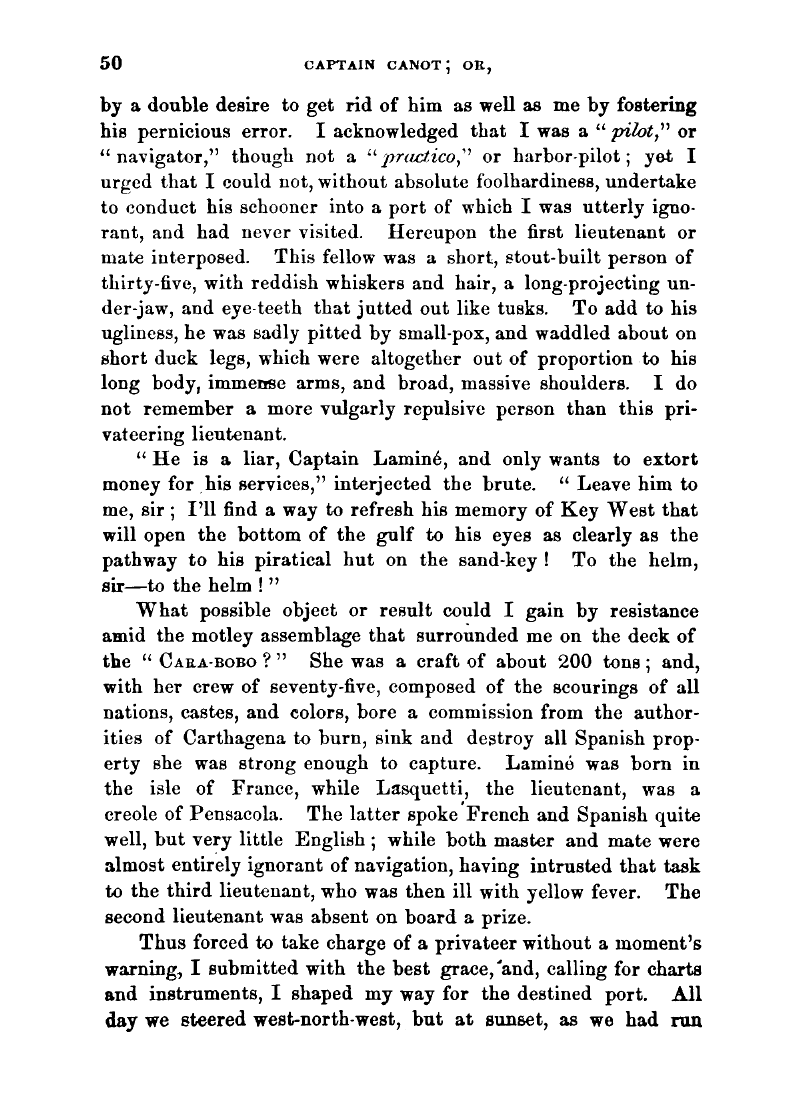 50 CAPTAIN CANOT; OR,
by a double desire to get rid of him as well as me by fostering
his pernicious error. I acknowledged that I was a “ pilot,” or
“ navigator,” though not a “practico,” or harbor-pilot ; yet I
urged that I could not, without absolute foolhardiness, undertake
to conduct his schooner into a port of which I was utterly igno-
rant, and had never visited. Hereupon the first lieutenant or
mate interposed. This fellow was a short, stout-built person of
thirty-five, with reddish whiskers and hair, a long-projecting un-
der-jaw, and eye-teeth that jutted out like tusks. To add to his
ugliness, he was sadly pitted by small-pox, and waddled about on
short duck legs, which were altogether out of proportion to his
long body, immense arms, and broad, massive shoulders. I do
not remember a more vulgarly repulsive person than this pri-
vateering lieutenant.
“ He is a liar, Captain Laminé, and only wants to extort
money for his services,” interjected the brute. “ Leave him to
me, sir ; I’ll find a way to refresh his memory of Key West that
will open the bottom of the gulf to his eyes as clearly as the
pathway to his piratical hut on the sand-key ! To the helm,
sir—to the helm ! ”
What possible object or result could I gain by resistance
amid the motley assemblage that surrounded me on the deck of
the “ CARA-BOBO ? ” She was a craft of about 200 tons ; and,
with her crew of seventy-five, composed of the scourings of all
nations, castes, and colors, bore a commission from the author-
ities of Carthagena to burn, sink and destroy all Spanish prop-
erty she was strong enough to capture. Laminé was born in
the isle of France, while Lasquetti, the lieutenant, was a
creole of Pensacola. The latter spoke French and Spanish quite
well, but very little English ; while both master and mate were
almost entirely ignorant of navigation, having intrusted that task
to the third lieutenant, who was then ill with yellow fever. The
second lieutenant was absent on board a prize.
Thus forced to take charge of a privateer without a moment’s
warning, I submitted with the best grace, and, calling for charts
and instruments, I shaped my way for the destined port. All
day we steered west-north-west, but at sunset, as we had run